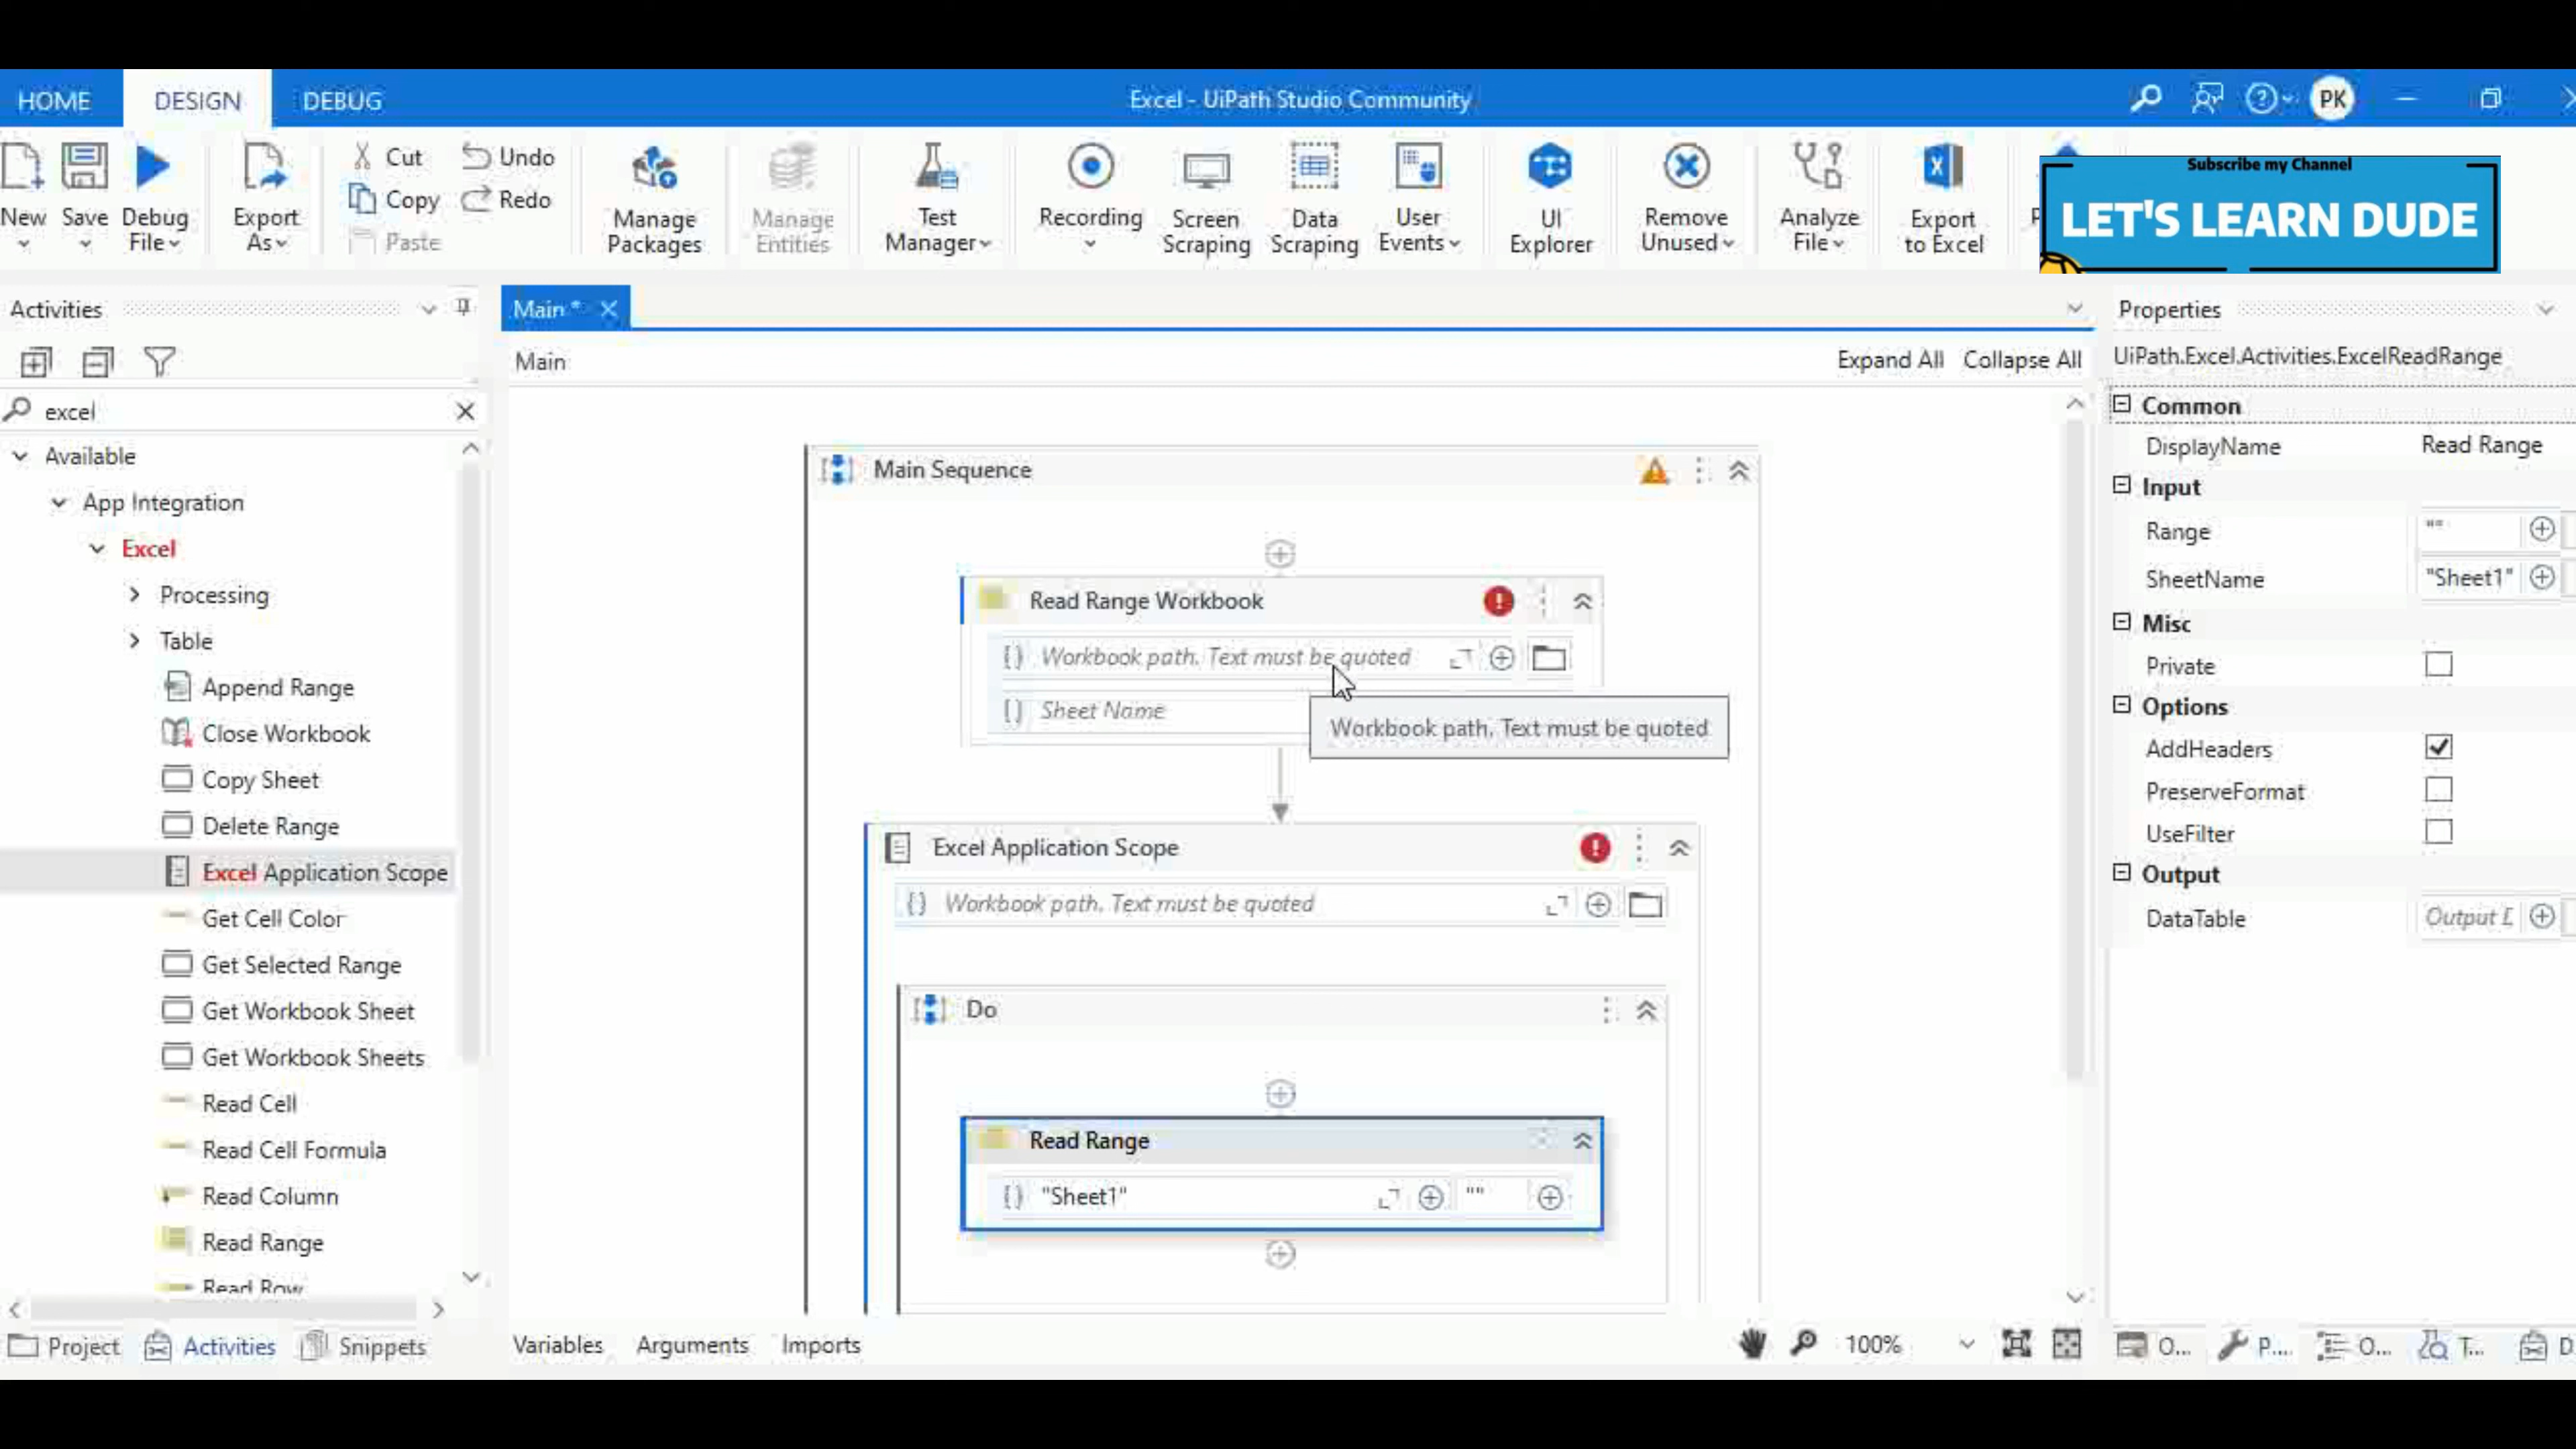 HOME DESIGN DEBUG Excel - UiPath Studio Community PK
New Save Debug File Export As Cut Copy Paste Undo Redo Manage Packages Manage Entities Test Manager Recording Screen Scraping Data Scraping User Events UI Explorer Remove Unused Analyze File Export to Excel
Subscribe my Channel
LET'S LEARN DUDE
Activities
excel
Available
App Integration
Excel
Processing
Table
Append Range
Close Workbook
Copy Sheet
Delete Range
Excel Application Scope
Get Cell Color
Get Selected Range
Get Workbook Sheet
Get Workbook Sheets
Read Cell
Read Cell Formula
Read Column
Read Range
Read Row
Project Activities Snippets
Main *
Main Expand All Collapse All
Main Sequence
Read Range Workbook
Workbook path. Text must be quoted
Sheet Name
Workbook path. Text must be quoted
Excel Application Scope
Workbook path. Text must be quoted
Do
Read Range
"Sheet1" ""
Variables Arguments Imports 100%
Properties
UiPath.Excel.Activities.ExcelReadRange
Common
DisplayName Read Range
Input
Range ""
SheetName "Sheet1"
Misc
Private
Options
AddHeaders
PreserveFormat
UseFilter
Output
DataTable Output
O... P... O... T... D